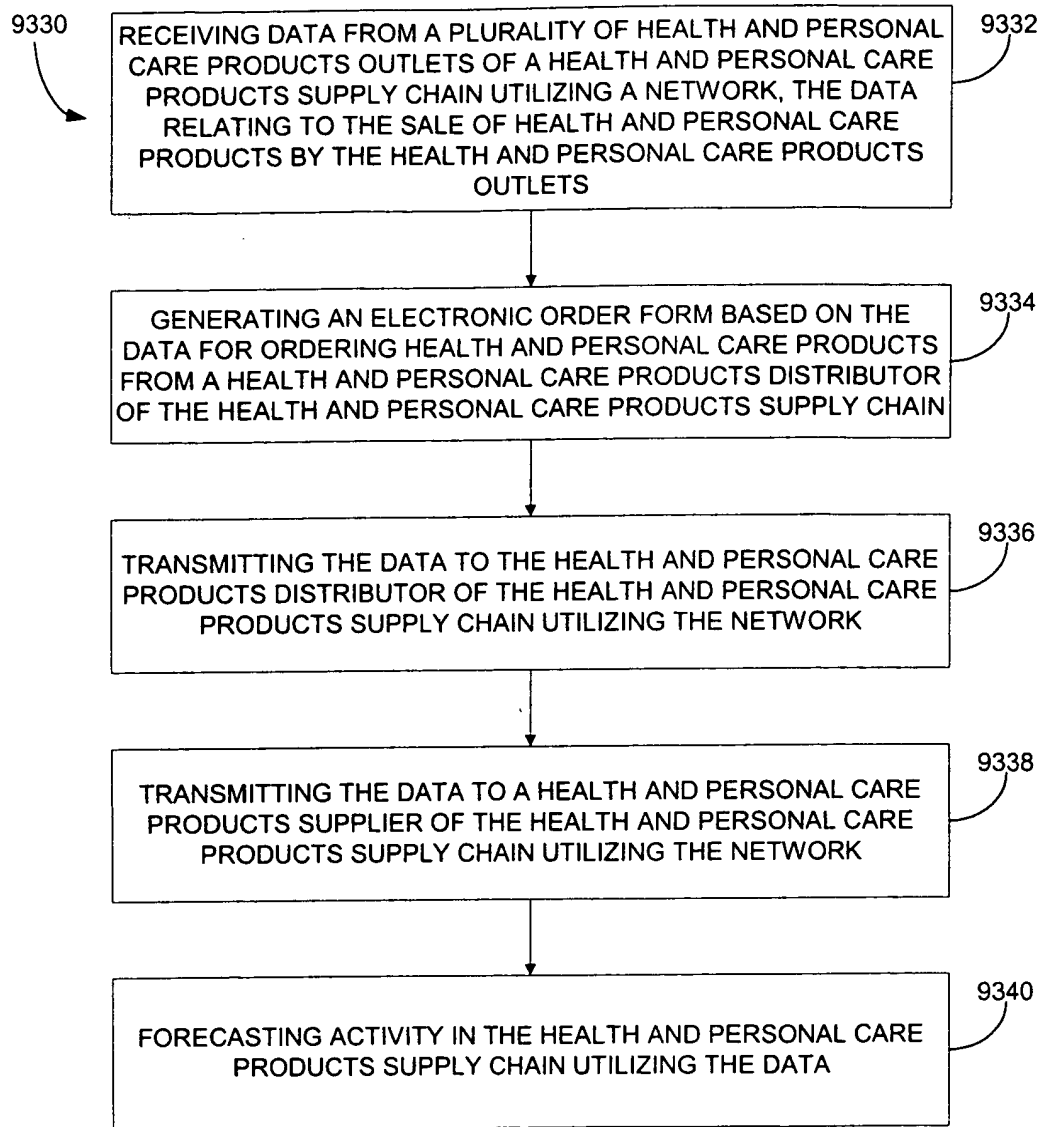 9330
RECEIVING DATA FROM A PLURALITY OF HEALTH AND PERSONAL
CARE PRODUCTS OUTLETS OF A HEALTH AND PERSONAL CARE
PRODUCTS SUPPLY CHAIN UTILIZING A NETWORK, THE DATA
RELATING TO THE SALE OF HEALTH AND PERSONAL CARE
PRODUCTS BY THE HEALTH AND PERSONAL CARE PRODUCTS
OUTLETS
9332
GENERATING AN ELECTRONIC ORDER FORM BASED ON THE
DATA FOR ORDERING HEALTH AND PERSONAL CARE PRODUCTS
FROM A HEALTH AND PERSONAL CARE PRODUCTS DISTRIBUTOR
OF THE HEALTH AND PERSONAL CARE PRODUCTS SUPPLY CHAIN
9334
TRANSMITTING THE DATA TO THE HEALTH AND PERSONAL CARE
PRODUCTS DISTRIBUTOR OF THE HEALTH AND PERSONAL CARE
PRODUCTS SUPPLY CHAIN UTILIZING THE NETWORK
9336
TRANSMITTING THE DATA TO A HEALTH AND PERSONAL CARE
PRODUCTS SUPPLIER OF THE HEALTH AND PERSONAL CARE
PRODUCTS SUPPLY CHAIN UTILIZING THE NETWORK
9338
FORECASTING ACTIVITY IN THE HEALTH AND PERSONAL CARE
PRODUCTS SUPPLY CHAIN UTILIZING THE DATA
9340